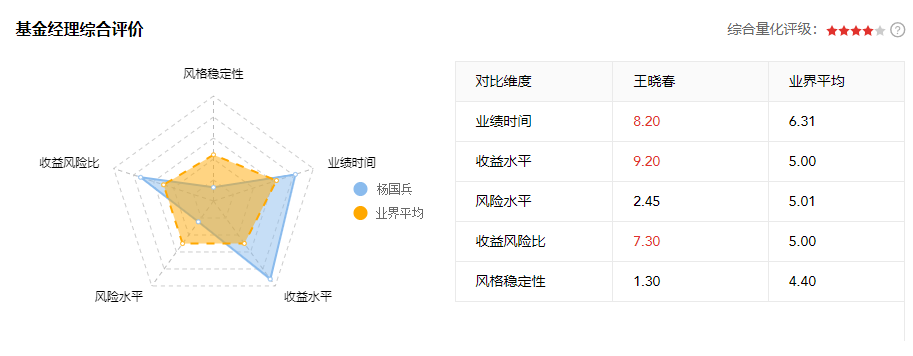 基金经理综合评价
综合量化评级：
?
风格稳定性
收益风险比
业绩时间
风险水平
收益水平
杨国兵
业界平均
对比维度 王晓春 业界平均
业绩时间 8.20 6.31
收益水平 9.20 5.00
风险水平 2.45 5.01
收益风险比 7.30 5.00
风格稳定性 1.30 4.40